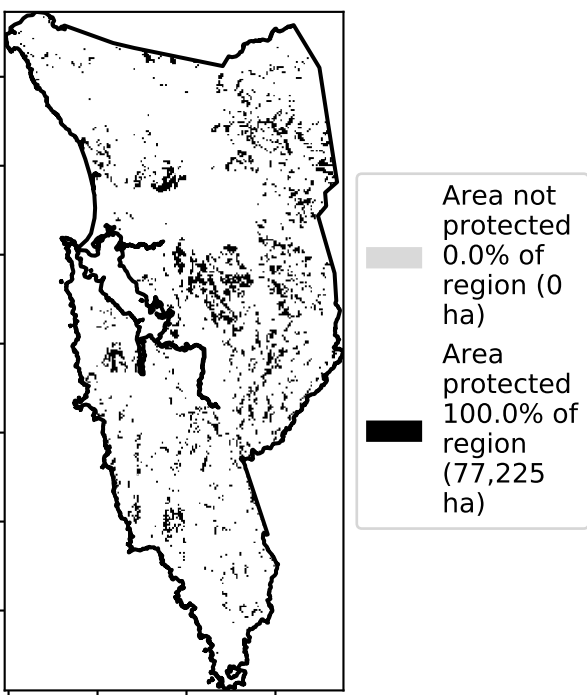 Area not
protected
0.0% of
region (0
ha)
Area
protected
100.0% of
region
(77,225
ha)